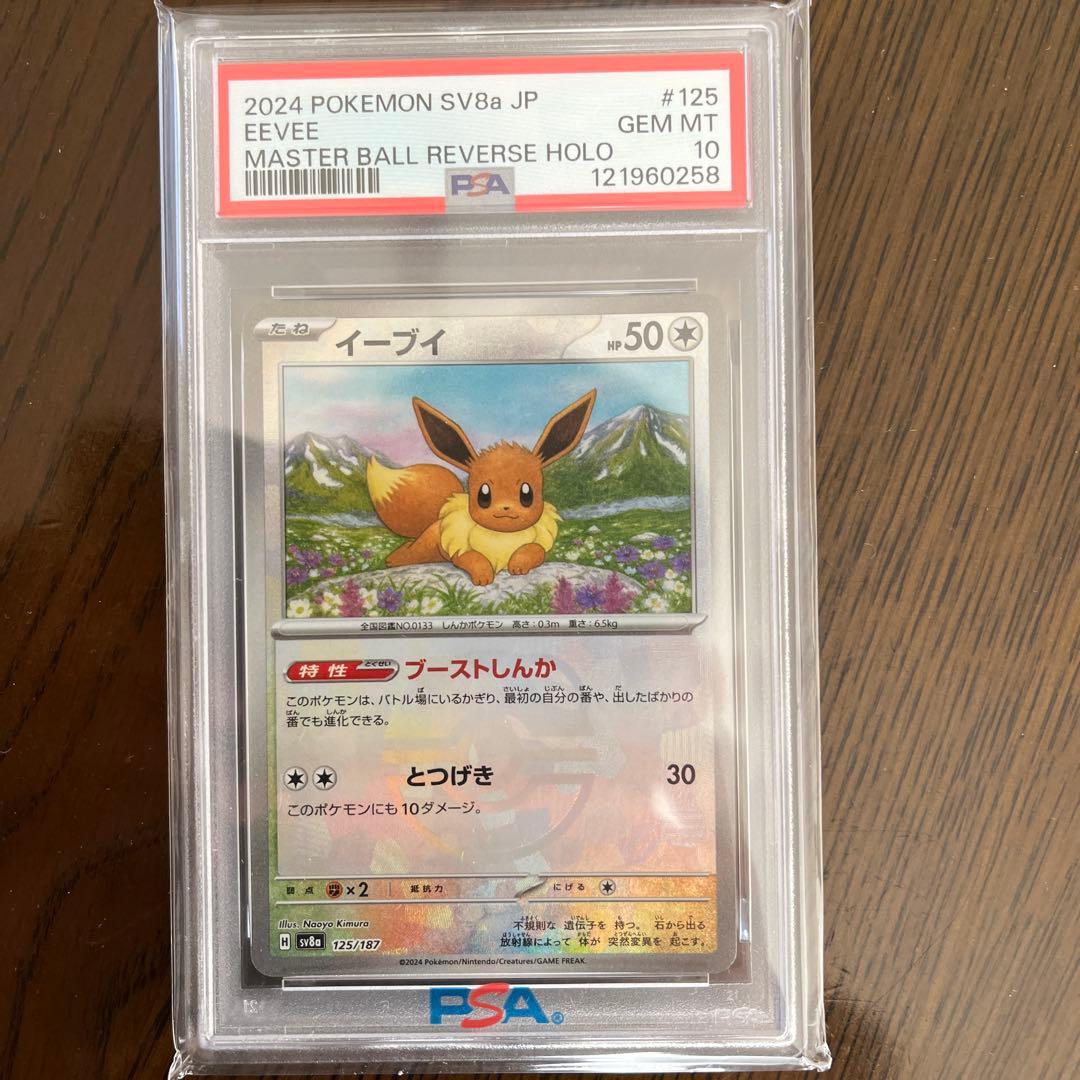 2024 POKEMON SV8a JP #125
EEVEE GEM MT
MASTER BALL REVERSE HOLO 10
PSA 121960258
たね イーブイ HP50
全国図鑑NO.0133 しんかポケモン 高さ:0.3m 重さ:6.5kg
特性 とくせい ブーストしんか
このポケモンは、バトル場にいるかぎり、最初の自分の番や、出したばかりの
番でも進化できる。
とつげき 30
このポケモンにも10ダメージ。
弱点 ×2 抵抗力 にげる
Illus. Naoyo Kimura
不規則な 遺伝子を 持つ。 石から出る
放射線によって 体が 突然変異を 起こす。
H sv8a 125/187
©2024 Pokémon/Nintendo/Creatures/GAME FREAK.
PSA®